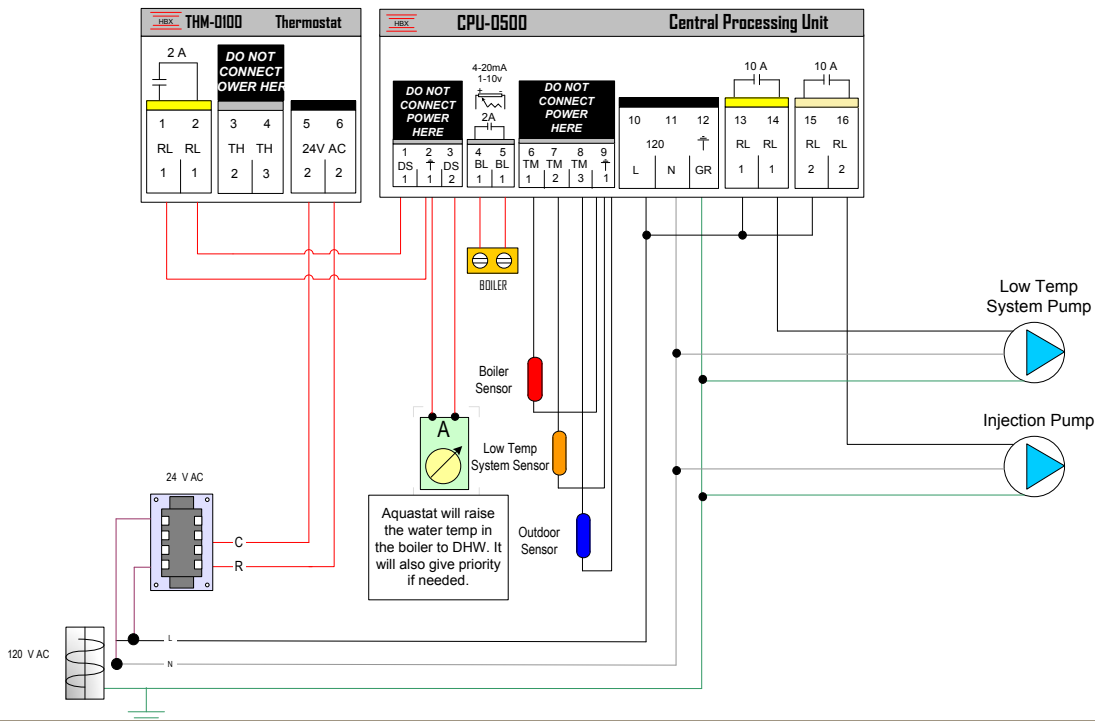 HBX THM-0100 Thermostat
2 A
DO NOT
CONNECT
OWER HER
1 2 3 4 5 6
RL RL TH TH 24V AC
1 1 2 3 2 2
HBX CPU-0500 Central Processing Unit
DO NOT
CONNECT
POWER
HERE
4-20mA
1-10v
+ -
2A
DO NOT
CONNECT
POWER
HERE
10 A
10 A
1 2 3 4 5 6 7 8 9 10 11 12 13 14 15 16
DS DS BL BL TM TM TM 120 RL RL RL RL
1 1 2 1 1 1 2 3 1 L N GR 1 1 2 2
BOILER
Low Temp
System Pump
Boiler
Sensor
Injection Pump
A
Low Temp
System Sensor
24 V AC
Aquastat will raise
the water temp in
the boiler to DHW. It
will also give priority
if needed.
Outdoor
Sensor
C
R
L
120 V AC
N